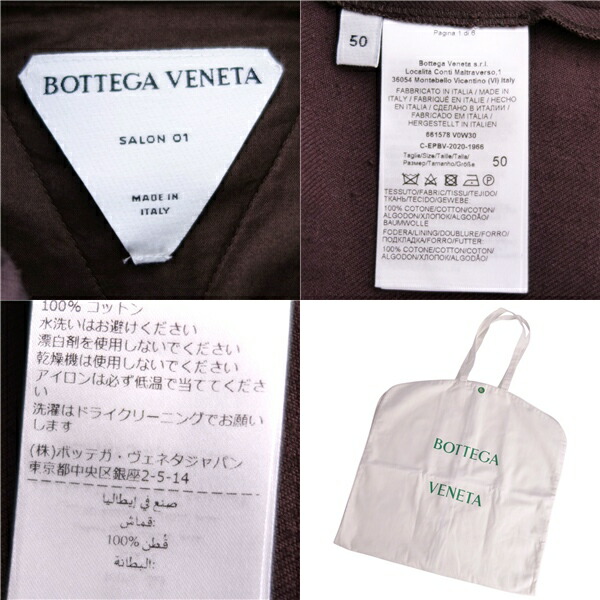 BOTTEGA VENETA
SALON 01
MADE IN
ITALY
50
Pagina 1 di 6
Bottega Veneta s.r.l.
Località Conti Maltraverso,1
36054 Montebello Vicentino (VI) Italy
FABBRICATO IN ITALIA / MADE IN
ITALY / FABRIQUÉ EN ITALIE / HECHO
EN ITALIA / СДЕЛАНО В ИТАЛИИ /
FABRICADO EM ITÁLIA /
HERGESTELLT IN ITALIEN
661578 V0W30
C-EPBV-2020-1966
Taglia/Size/Taille/Talla/
Размер/Tamanho/Größe
50
TESSUTO/FABRIC/TISSU/TEJIDO/
ТКАНЬ/TECIDO/GEWEBE:
100% COTONE/COTTON/COTON/
ALGODON/ХЛОПОК/ALGODÃO/
BAUMWOLLE
FODERA/LINING/DOUBLURE/FORRO/
ПОДКЛАДКА/FORRO/FUTTER:
100% COTONE/COTTON/COTON/
ALGODON/ХЛОПОК/ALGODÃO/
100% コットン
水洗いはお避けください
漂白剤を使用しないでください
乾燥機は使用しないでください
アイロンは必ず低温で当ててくださ
い
洗濯はドライクリーニングでお願い
します
(株)ボッテガ・ヴェネタジャパン
東京都中央区銀座2-5-14
صنع في إيطاليا
قماش:
100% قطن
البطانة:
BOTTEGA
VENETA